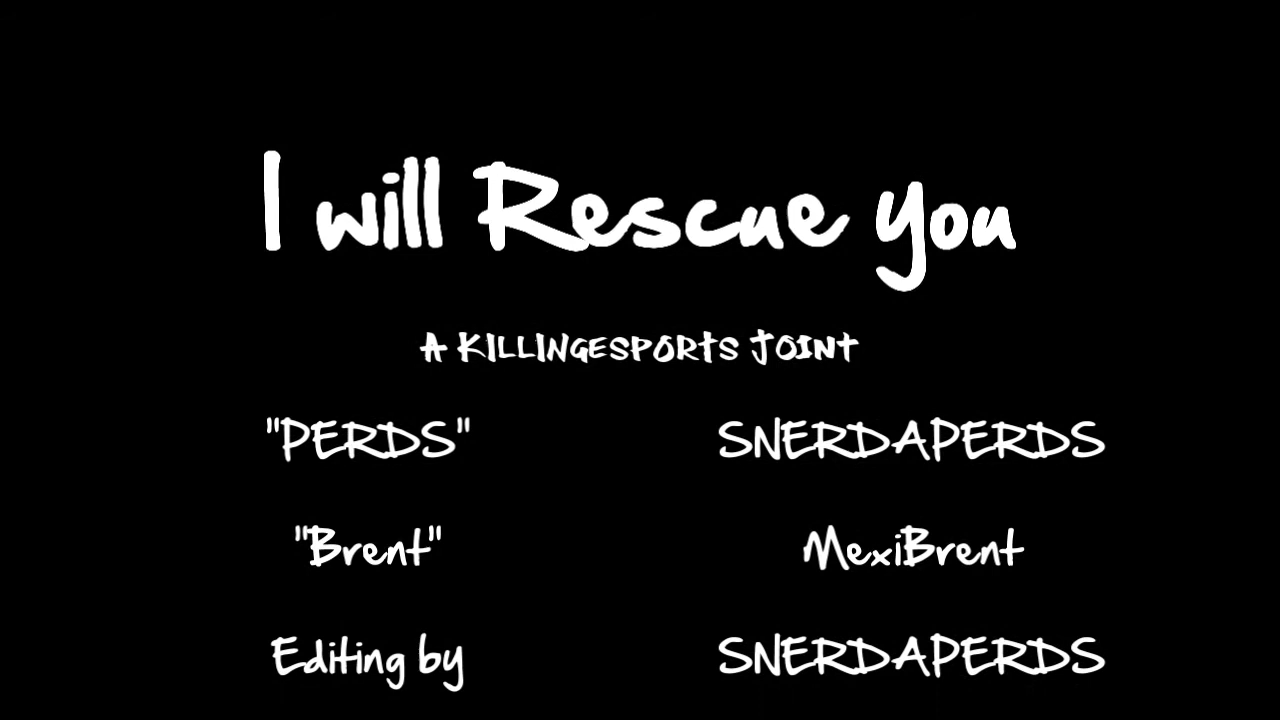 I will Rescue You
A KILLINGESPORTS JOINT
"PERDS" SNERDAPERDS
"Brent" MexiBrent
Editing by SNERDAPERDS